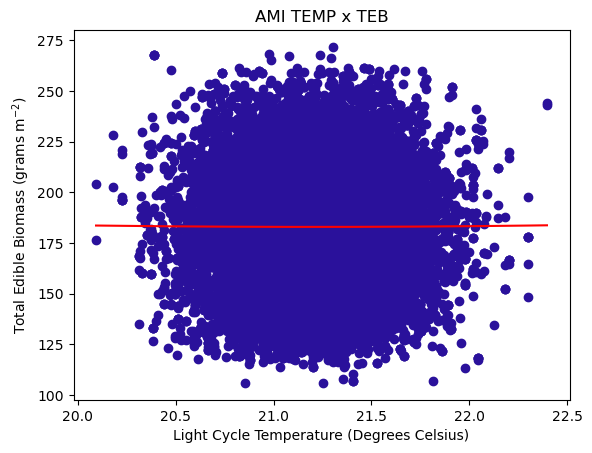 AMI TEMP x TEB
Total Edible Biomass (grams m⁻²)
275
250
225
200
175
150
125
100
20.0 20.5 21.0 21.5 22.0 22.5
Light Cycle Temperature (Degrees Celsius)